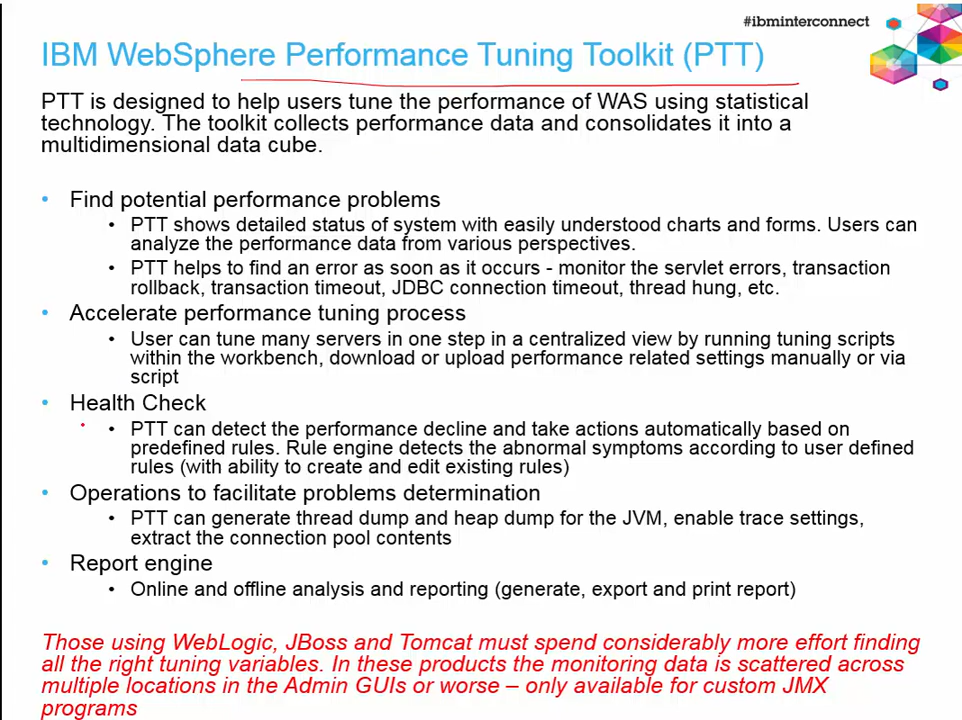 #ibminterconnect
IBM WebSphere Performance Tuning Toolkit (PTT)
PTT is designed to help users tune the performance of WAS using statistical
technology. The toolkit collects performance data and consolidates it into a
multidimensional data cube.
• Find potential performance problems
• PTT shows detailed status of system with easily understood charts and forms. Users can
analyze the performance data from various perspectives.
• PTT helps to find an error as soon as it occurs - monitor the servlet errors, transaction
rollback, transaction timeout, JDBC connection timeout, thread hung, etc.
• Accelerate performance tuning process
• User can tune many servers in one step in a centralized view by running tuning scripts
within the workbench, download or upload performance related settings manually or via
script
• Health Check
• PTT can detect the performance decline and take actions automatically based on
predefined rules. Rule engine detects the abnormal symptoms according to user defined
rules (with ability to create and edit existing rules)
• Operations to facilitate problems determination
• PTT can generate thread dump and heap dump for the JVM, enable trace settings,
extract the connection pool contents
• Report engine
• Online and offline analysis and reporting (generate, export and print report)
Those using WebLogic, JBoss and Tomcat must spend considerably more effort finding
all the right tuning variables. In these products the monitoring data is scattered across
multiple locations in the Admin GUIs or worse – only available for custom JMX
programs